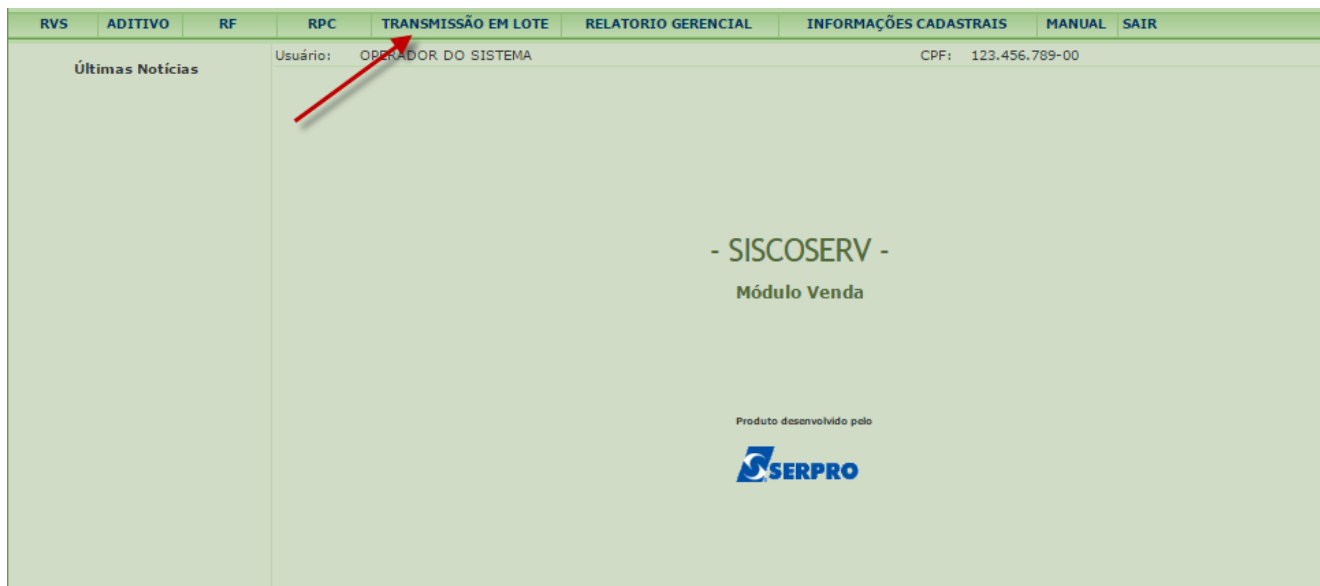 RVS ADITIVO RF RPC TRANSMISSÃO EM LOTE RELATORIO GERENCIAL INFORMAÇÕES CADASTRAIS MANUAL SAIR
Últimas Notícias
Usuário: OPERADOR DO SISTEMA CPF: 123.456.789-00
- SISCOSERV -
Módulo Venda
Produto desenvolvido pelo
SERPRO